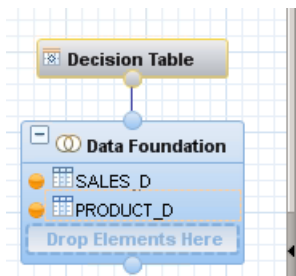 Decision Table
Data Foundation
SALES_D
PRODUCT_D
Drop Elements Here